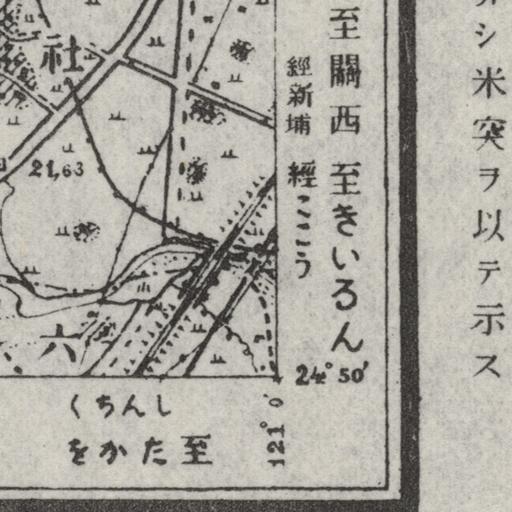 シ米突ヲ以テ示ス
至關西
經新埔
至きいろん
經ここう
社
21,63
六
24°50′
121°0′
しんちく
至たかを